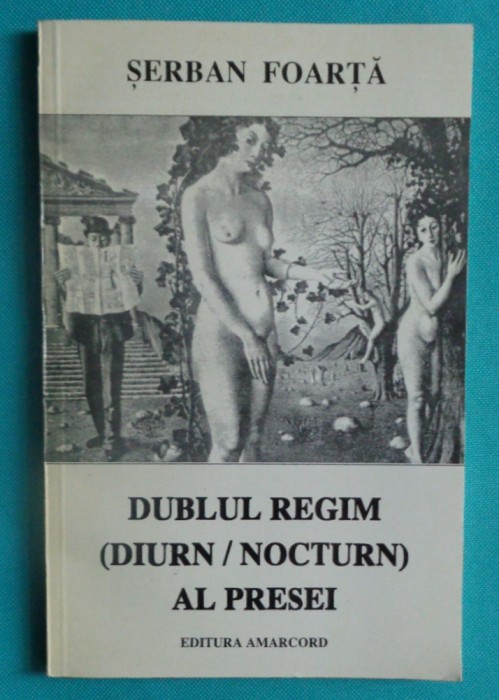 ȘERBAN FOARȚĂ
DUBLUL REGIM
(DIURN / NOCTURN)
AL PRESEI
EDITURA AMARCORD